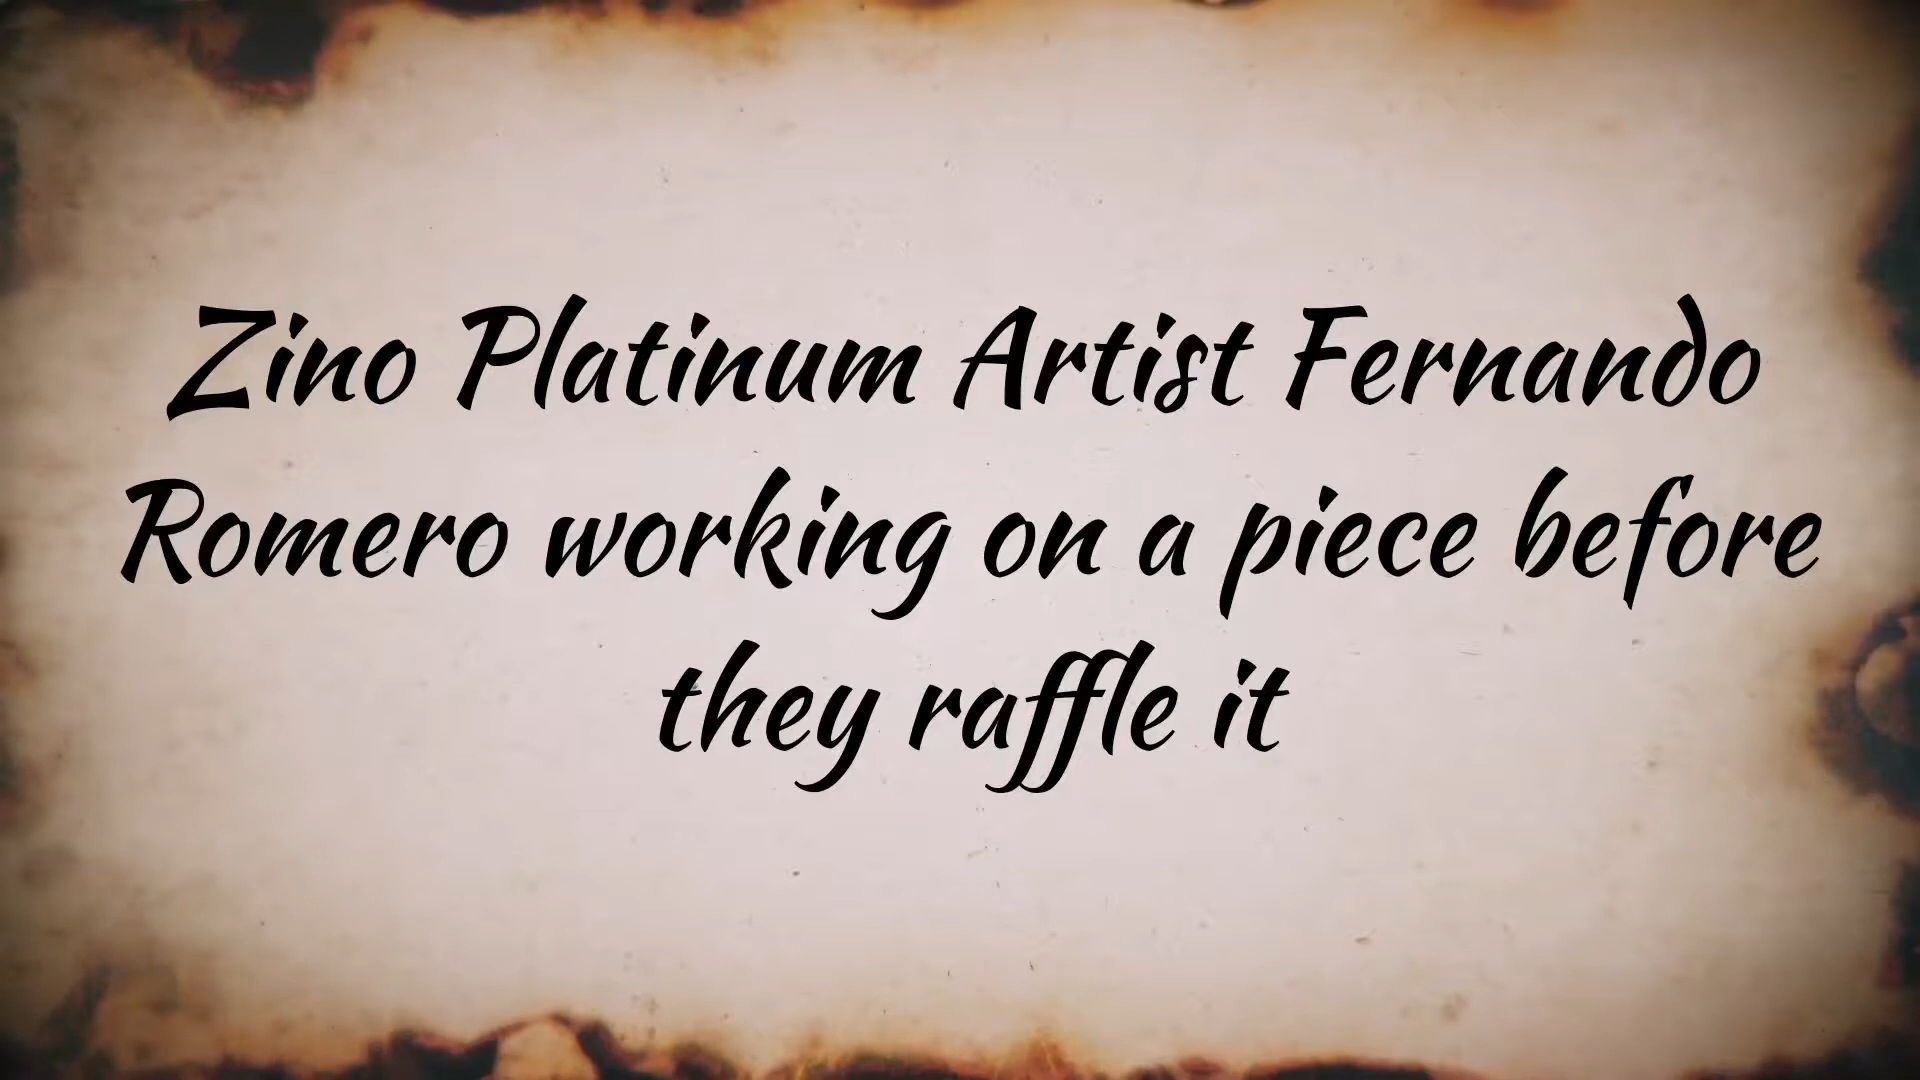 Zino Platinum Artist Fernando
Romero working on a piece before
they raffle it